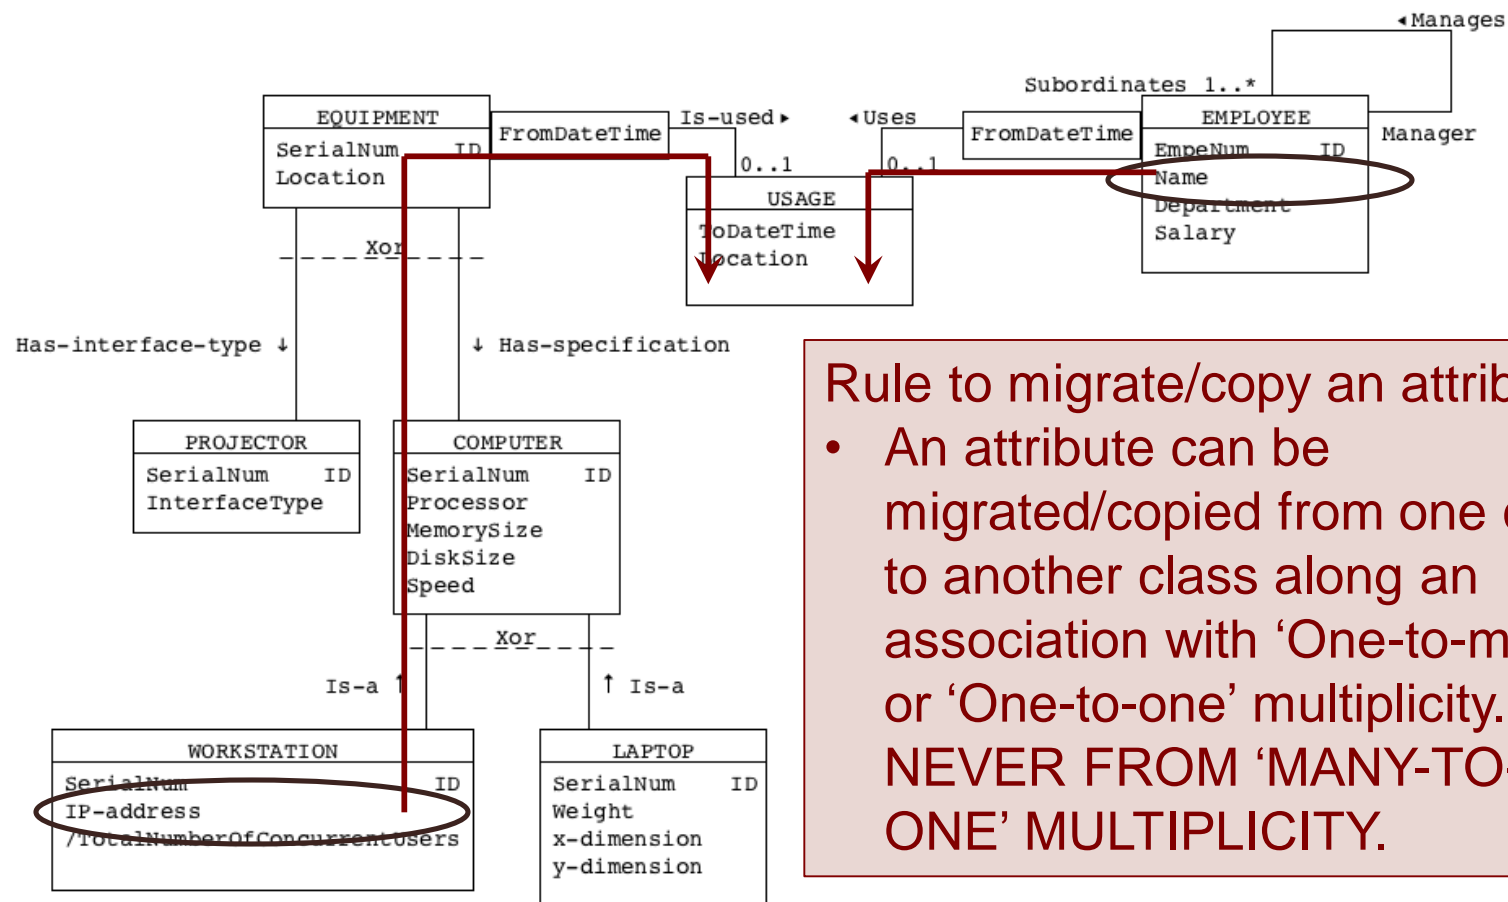 ◂Manages
Subordinates 1..*
EQUIPMENT
SerialNum ID
Location
FromDateTime
Is-used ▸
0..1
◂Uses
0..1
FromDateTime
EMPLOYEE
EmpeNum ID
Name
Department
Salary
Manager
USAGE
ToDateTime
Location
Xor
Has-interface-type ↓
↓ Has-specification
PROJECTOR
SerialNum ID
InterfaceType
COMPUTER
SerialNum ID
Processor
MemorySize
DiskSize
Speed
Xor
Is-a ↑
↑ Is-a
WORKSTATION
SerialNum ID
IP-address
/TotalNumberOfConcurrentUsers
LAPTOP
SerialNum ID
Weight
x-dimension
y-dimension
Rule to migrate/copy an
• An attribute can be
migrated/copied from one
to another class along an
association with ‘One-to-
or ‘One-to-one’ multiplicity.
NEVER FROM ‘MANY-TO-
ONE’ MULTIPLICITY.